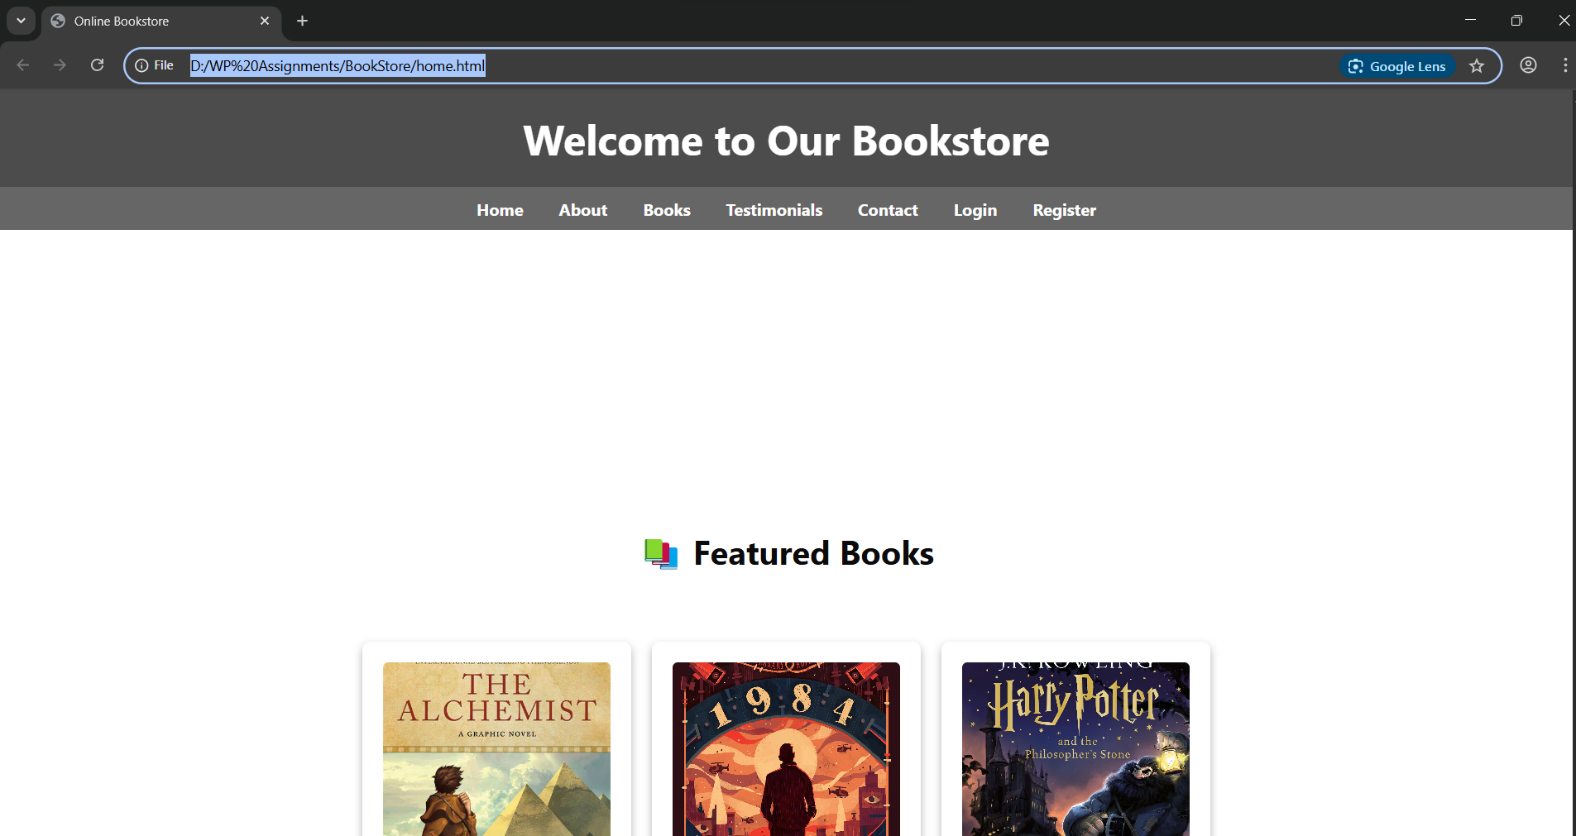 Online Bookstore
File D:/WP%20Assignments/BookStore/home.html Google Lens
Welcome to Our Bookstore
Home About Books Testimonials Contact Login Register
Featured Books
THE
ALCHEMIST
A GRAPHIC NOVEL
1984
J.K. ROWLING
Harry Potter
and the
Philosopher's Stone